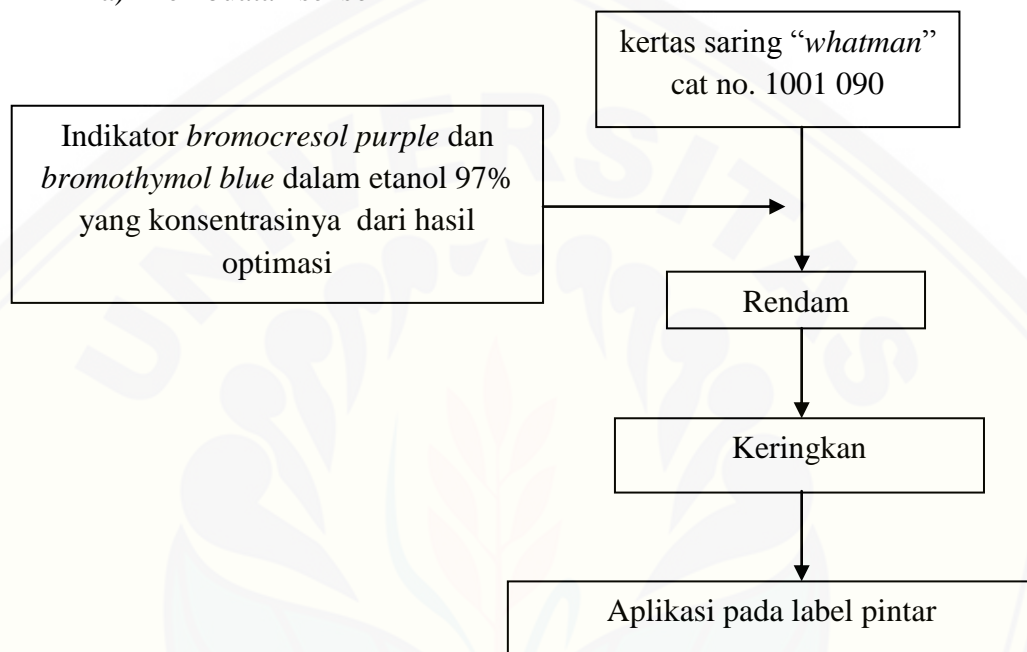 kertas saring “whatman”
cat no. 1001 090
Indikator bromocresol purple dan
bromothymol blue dalam etanol 97%
yang konsentrasinya dari hasil
optimasi
Rendam
Keringkan
Aplikasi pada label pintar
UNIVERSITAS